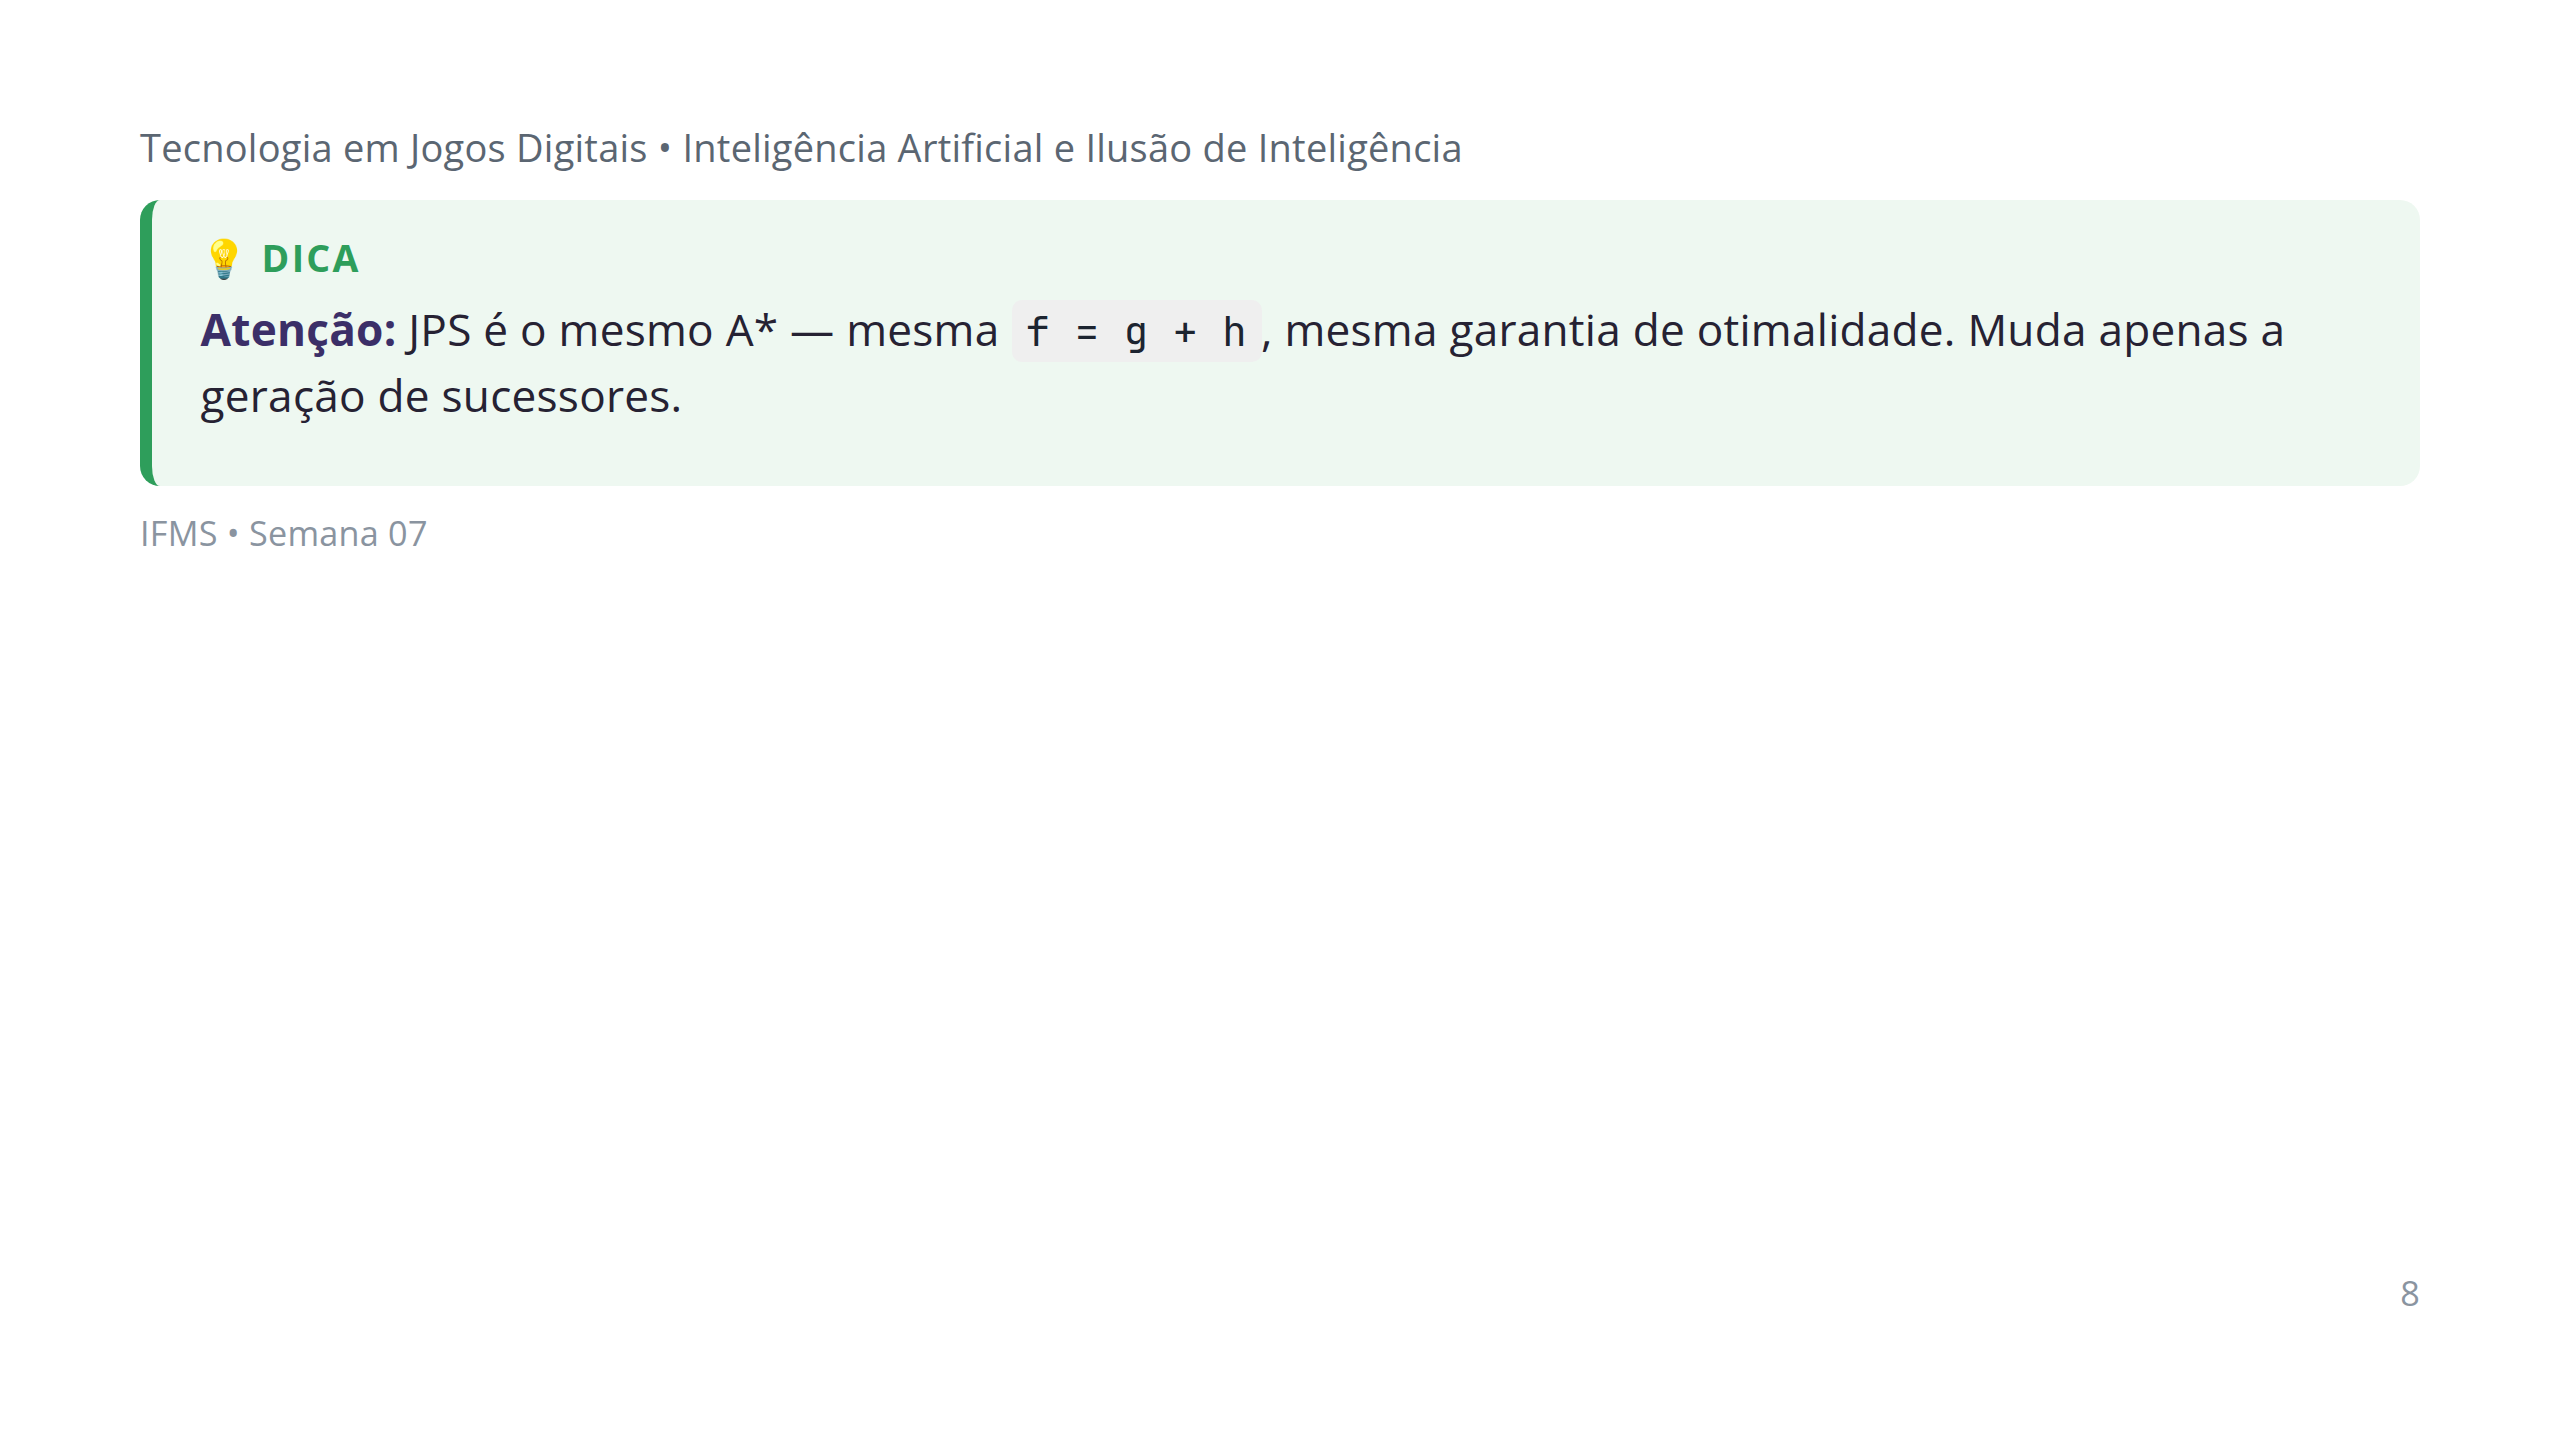 Tecnologia em Jogos Digitais • Inteligência Artificial e Ilusão de Inteligência
💡 DICA
Atenção: JPS é o mesmo A* — mesma f = g + h, mesma garantia de otimalidade. Muda apenas a
geração de sucessores.
IFMS • Semana 07
8